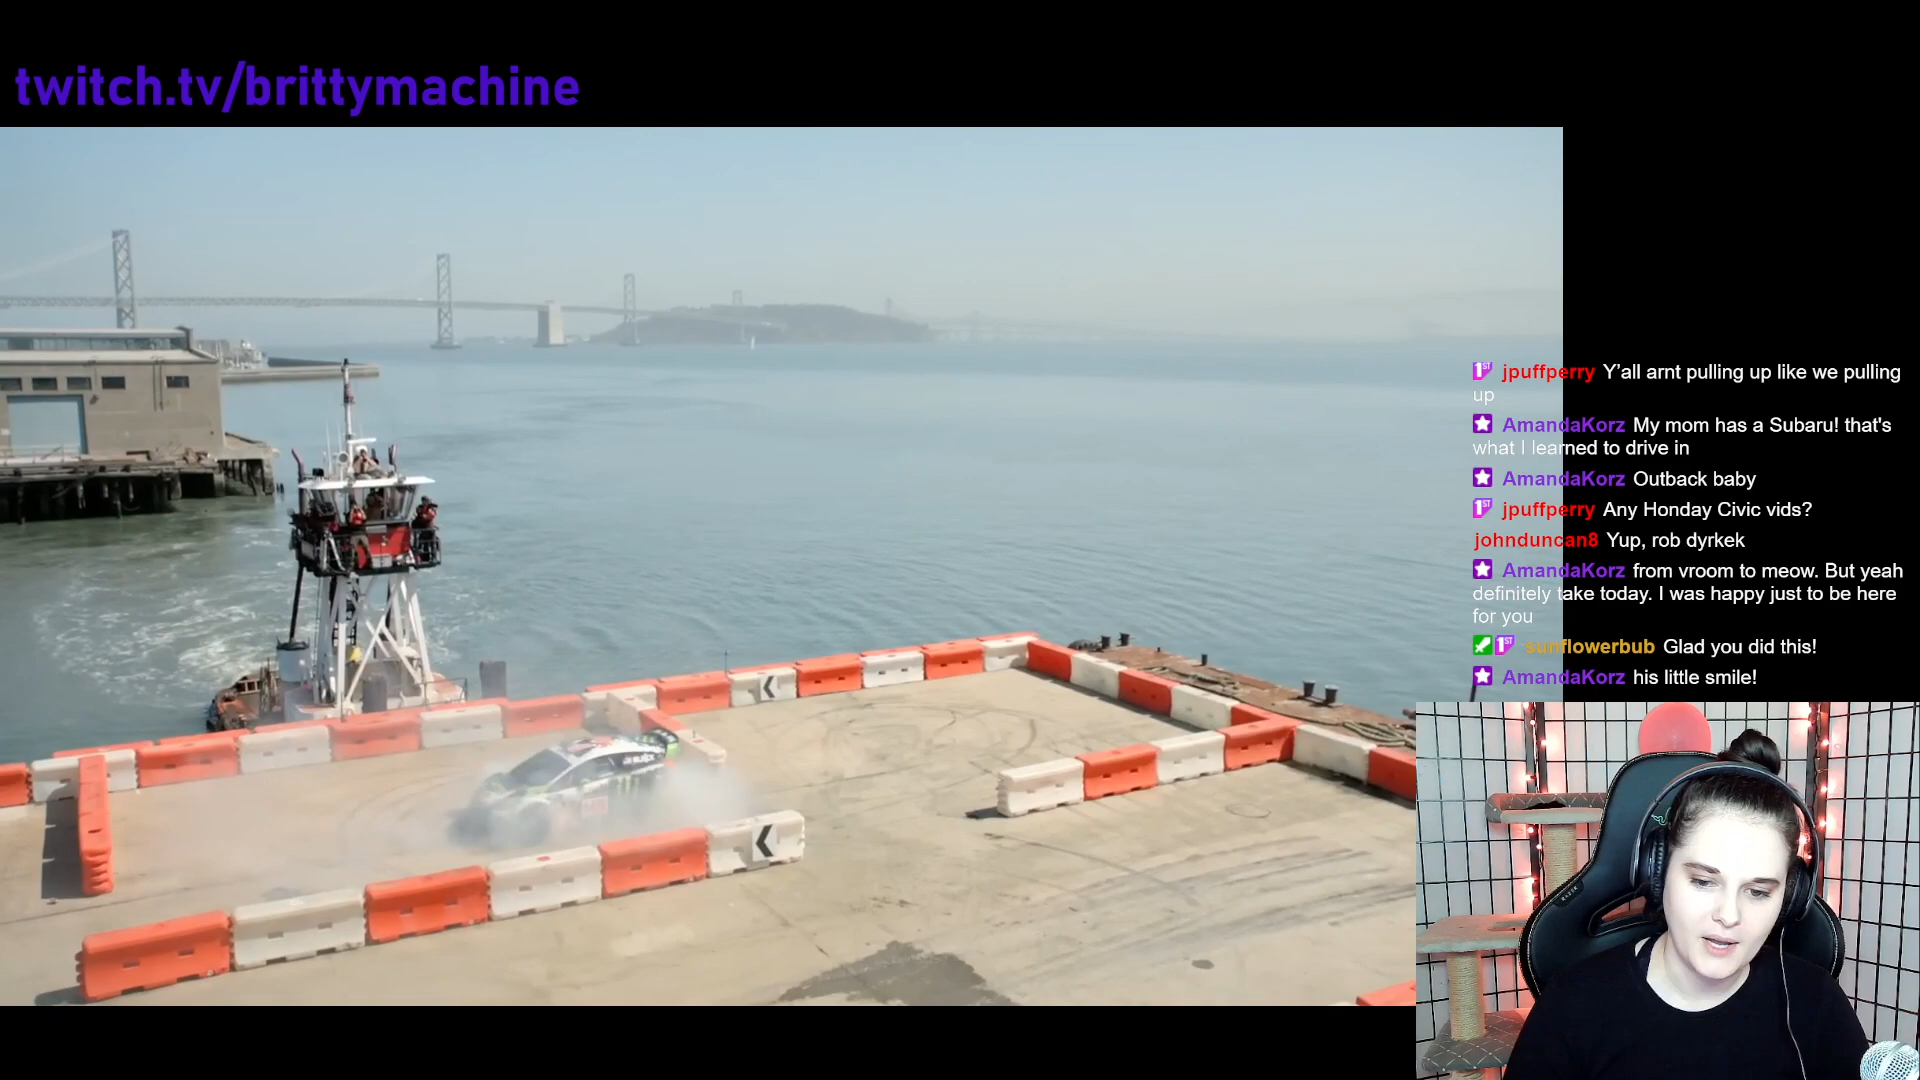 twitch.tv/brittymachine
jpuffperry Y'all arnt pulling up like we pulling
up
AmandaKorz My mom has a Subaru! that's
what I learned to drive in
AmandaKorz Outback baby
jpuffperry Any Honday Civic vids?
johnduncan8 Yup, rob dyrkek
AmandaKorz from vroom to meow. But yeah
definitely take today. I was happy just to be here
for you
sunflowerbub Glad you did this!
AmandaKorz his little smile!